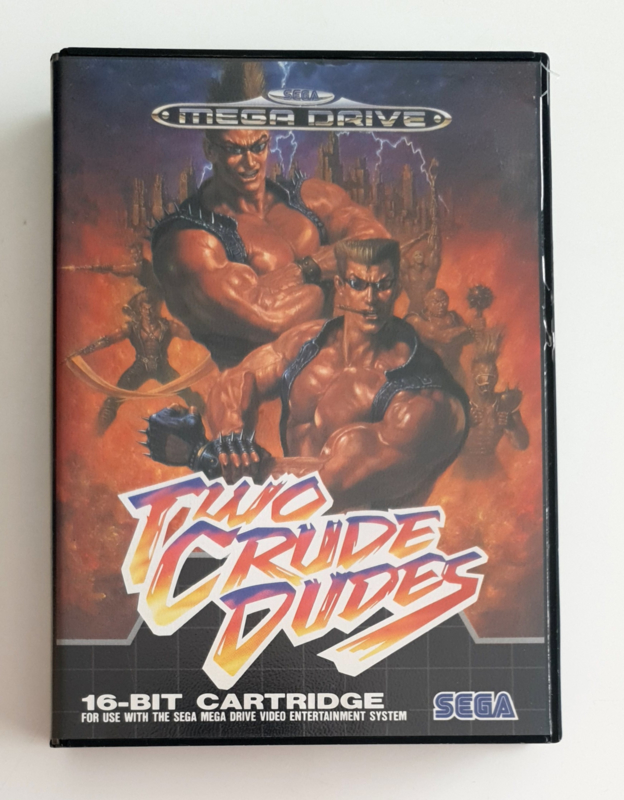 SEGA
MEGA DRIVE
TWO
CRUDE
DUDES
16-BIT CARTRIDGE
FOR USE WITH THE SEGA MEGA DRIVE VIDEO ENTERTAINMENT SYSTEM
SEGA